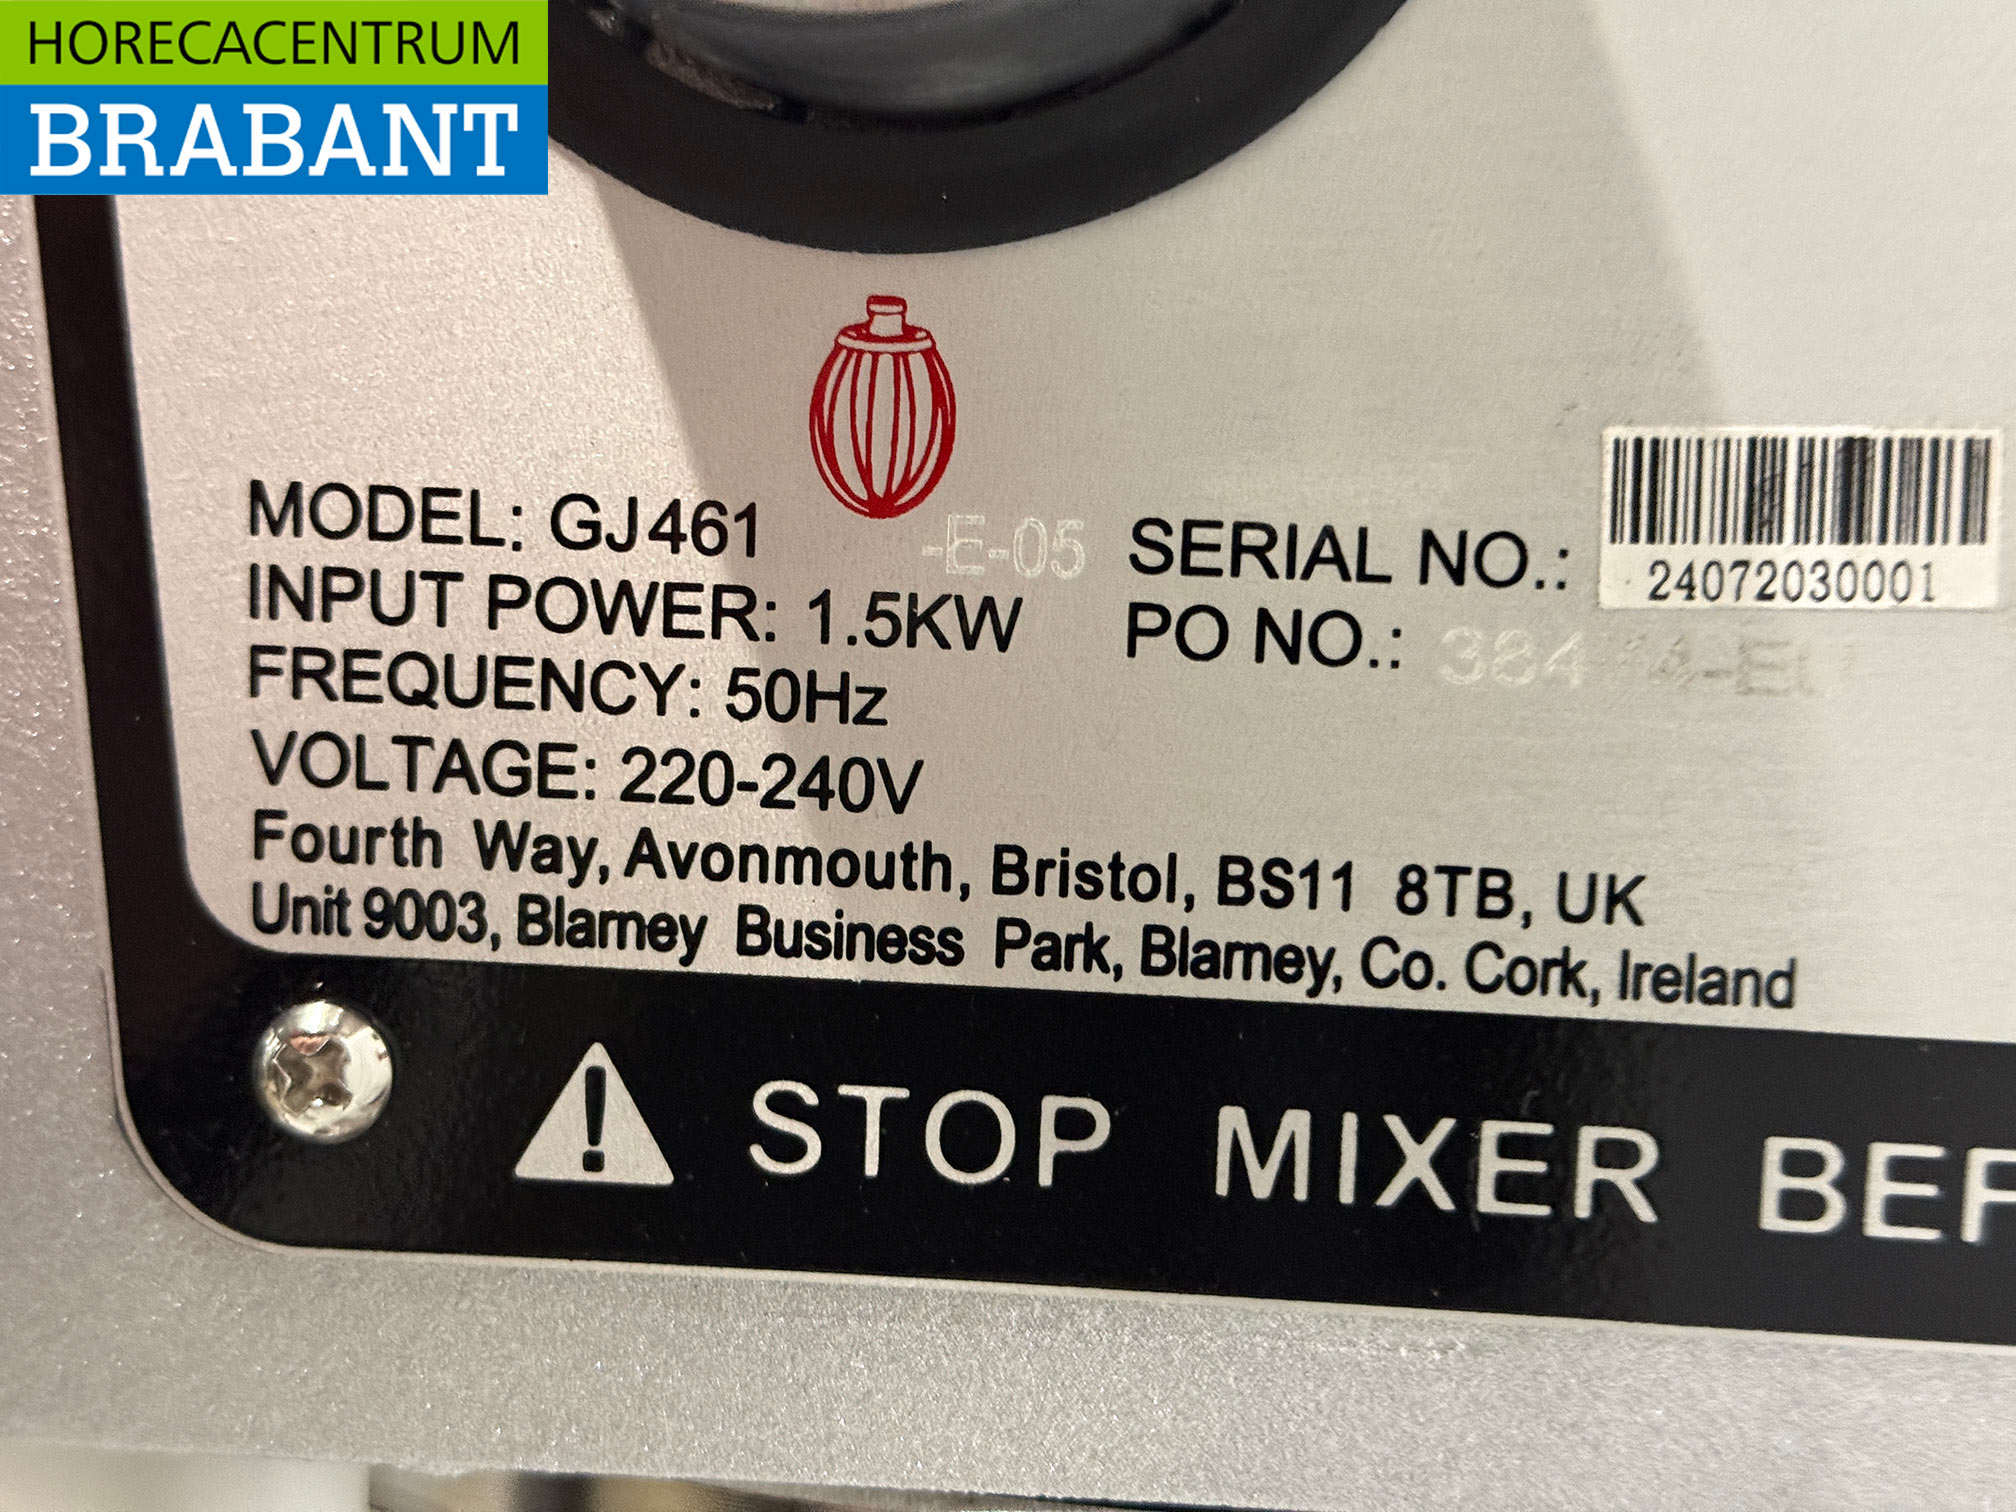 HORECACENTRUM
BRABANT
MODEL: GJ461 -E-05
INPUT POWER: 1.5KW
FREQUENCY: 50Hz
VOLTAGE: 220-240V
SERIAL NO.: 24072030001
PO NO.:
Fourth Way, Avonmouth, Bristol, BS11 8TB, UK
Unit 9003, Blarney Business Park, Blarney, Co. Cork, Ireland
STOP MIXER BEF